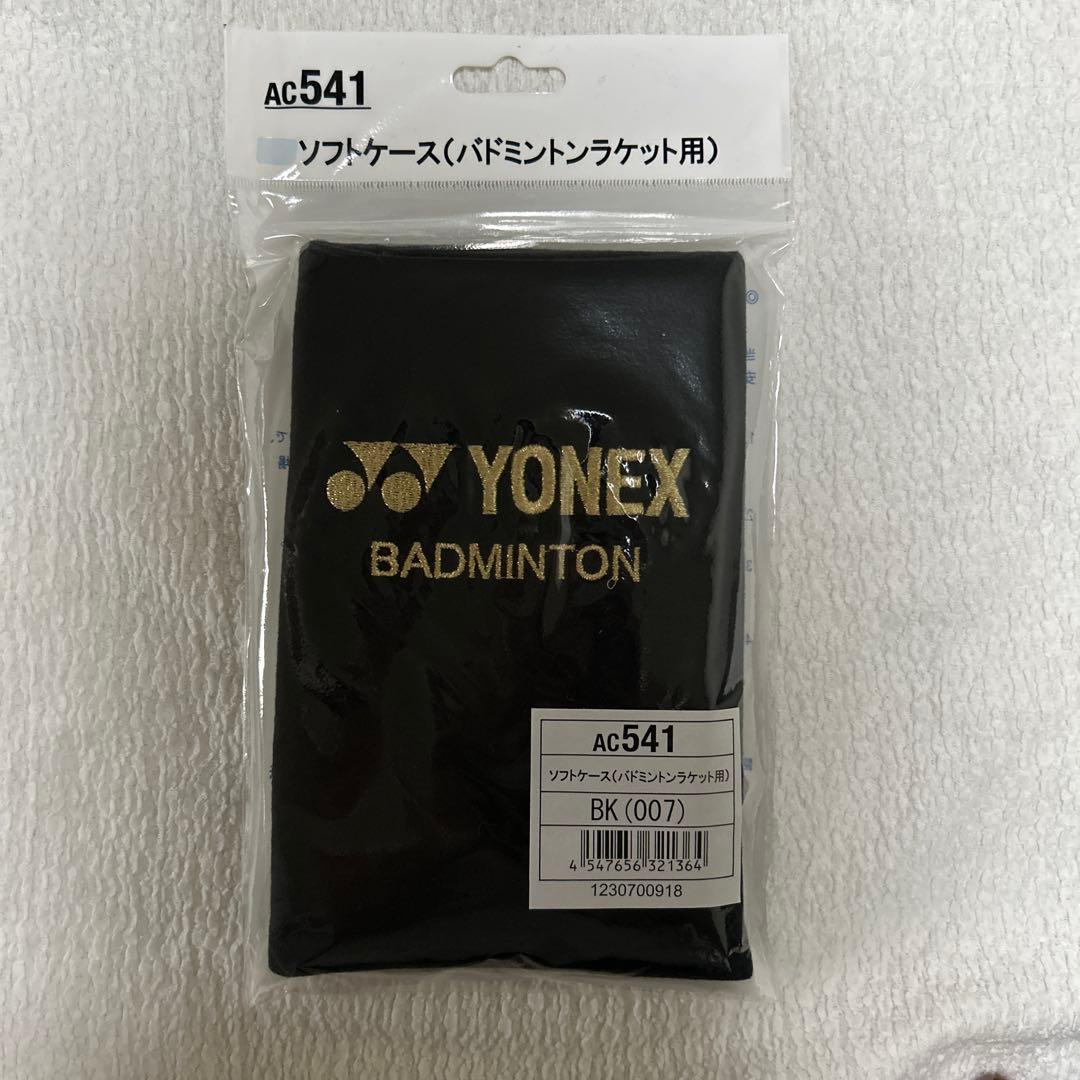 AC541
ソフトケース(バドミントンラケット用)
YONEX
BADMINTON
AC541
ソフトケース(バドミントンラケット用)
BK(007)
4 547656 321364
1230700918